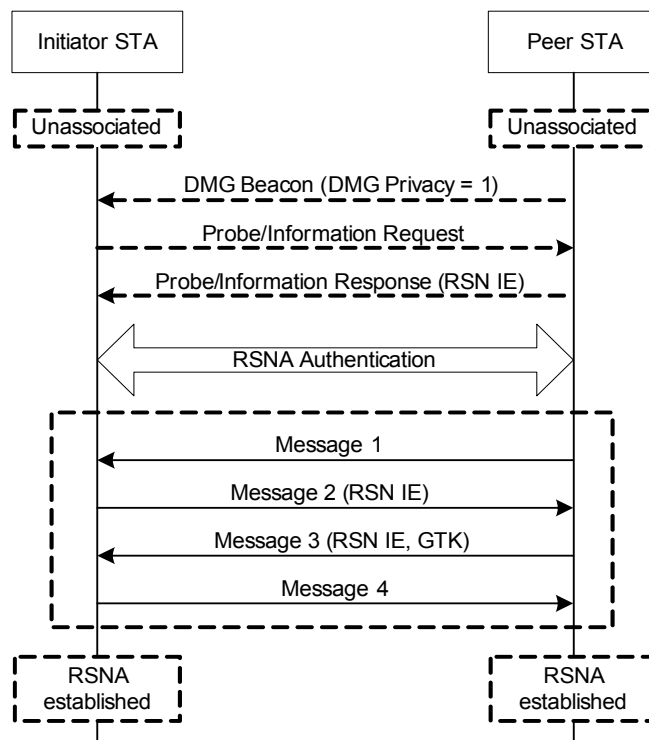 Initiator STA
Peer STA
Unassociated
Unassociated
DMG Beacon (DMG Privacy = 1)
Probe/Information Request
Probe/Information Response (RSN IE)
RSNA Authentication
Message 1
Message 2 (RSN IE)
Message 3 (RSN IE, GTK)
Message 4
RSNA
established
RSNA
established